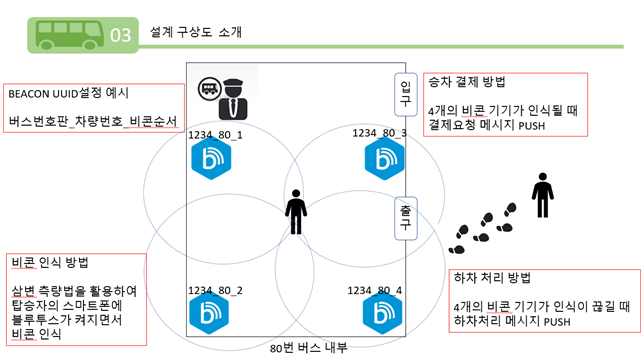 03
설계 구상도 소개
BEACON UUID설정 예시
버스번호판_차량번호_비콘순서
입구
승차 결제 방법
4개의 비콘 기기가 인식될 때
결제요청 메시지 PUSH
1234_80_1
1234_80_3
출구
비콘 인식 방법
삼변 측량법을 활용하여
탑승자의 스마트폰에
블루투스가 켜지면서
비콘 인식
1234_80_2
1234_80_4
하차 처리 방법
4개의 비콘 기기가 인식이 끊길 때
하차처리 메시지 PUSH
80번 버스 내부